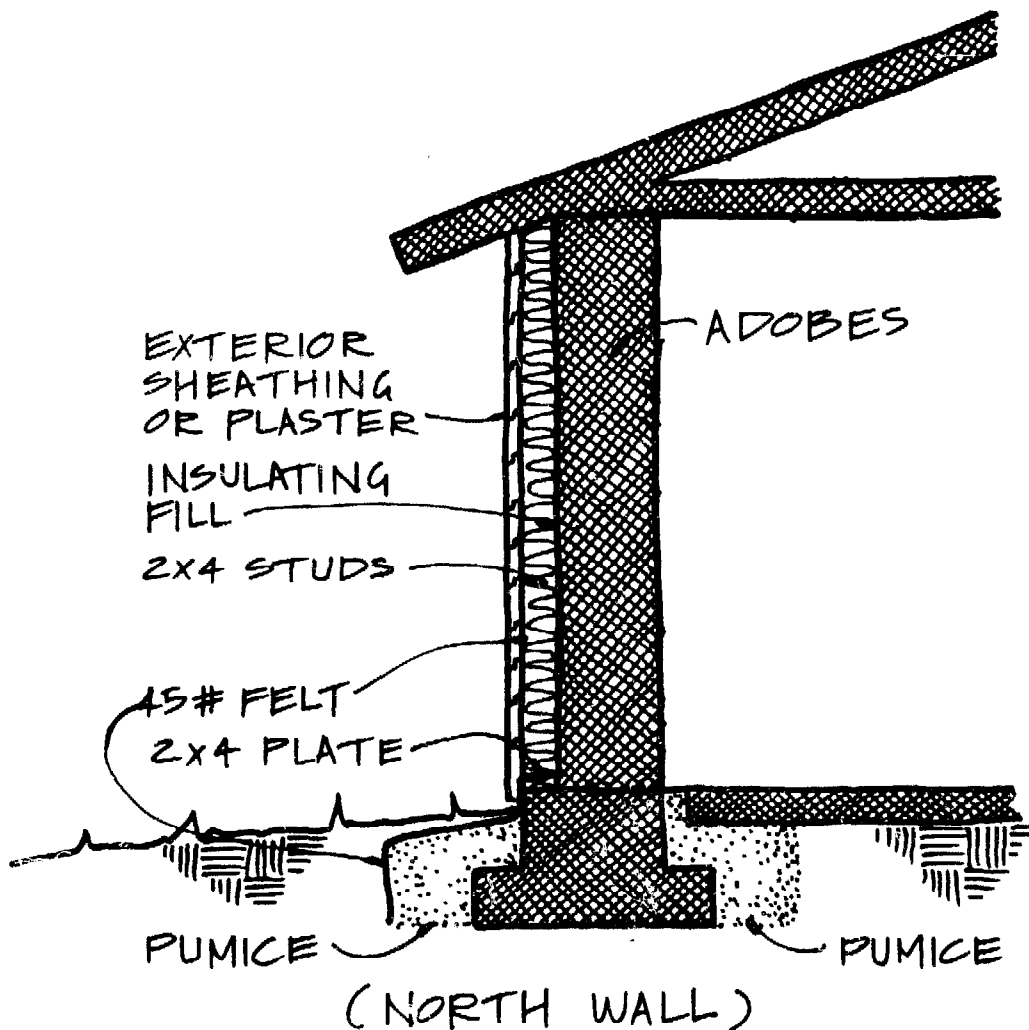 EXTERIOR
SHEATHING
OR PLASTER
ADOBES
INSULATING
FILL
2X4 STUDS
45# FELT
2X4 PLATE
PUMICE
PUMICE
(NORTH WALL)